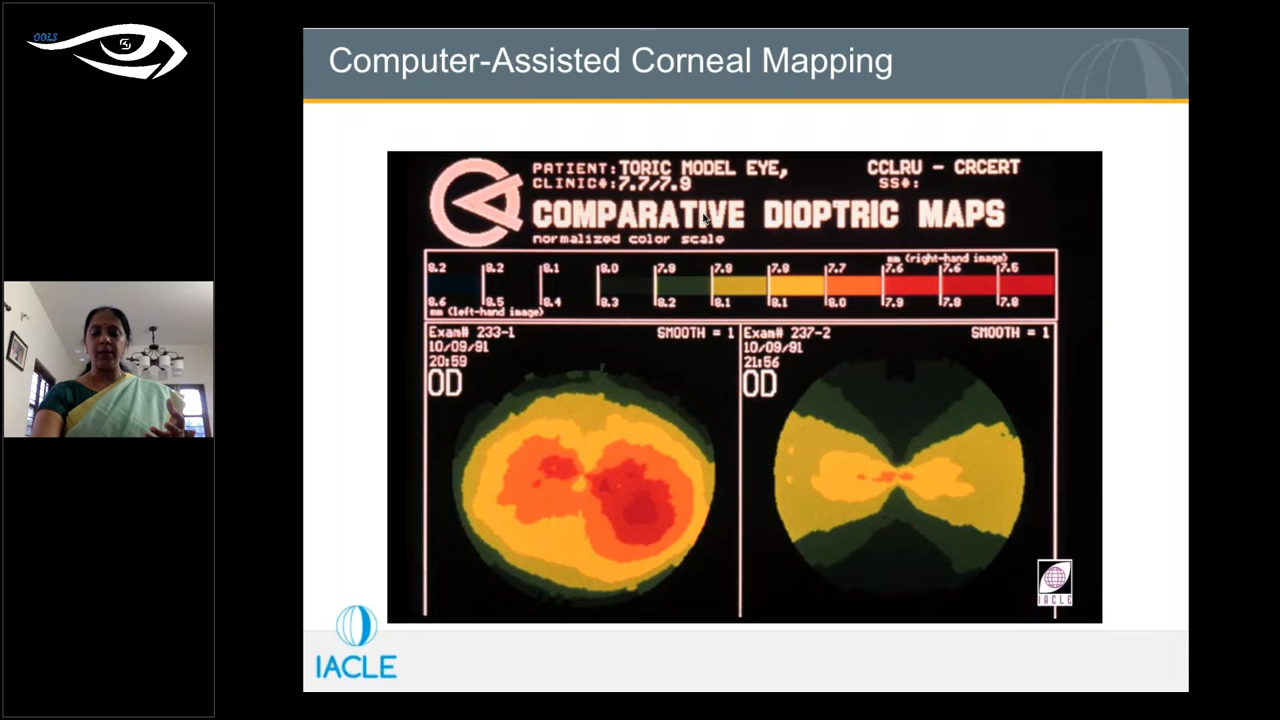 OOLS
Computer-Assisted Corneal Mapping
PATIENT: TORIC MODEL EYE, CCLRU - CRCERT
CLINIC#: 7.7/7.9 SS#:
COMPARATIVE DIOPTRIC MAPS
normalized color scale
mm (right-hand image)
8.2 8.2 8.1 8.0 7.9 7.9 7.8 7.7 7.6 7.6 7.5
8.6 8.5 8.4 8.3 8.2 8.1 8.1 8.0 7.9 7.8 7.8
mm (left-hand image)
Exam# 233-1 SMOOTH = 1
10/09/91
20:59
OD
Exam# 237-2 SMOOTH = 1
10/09/91
21:56
OD
IACLE
IACLE